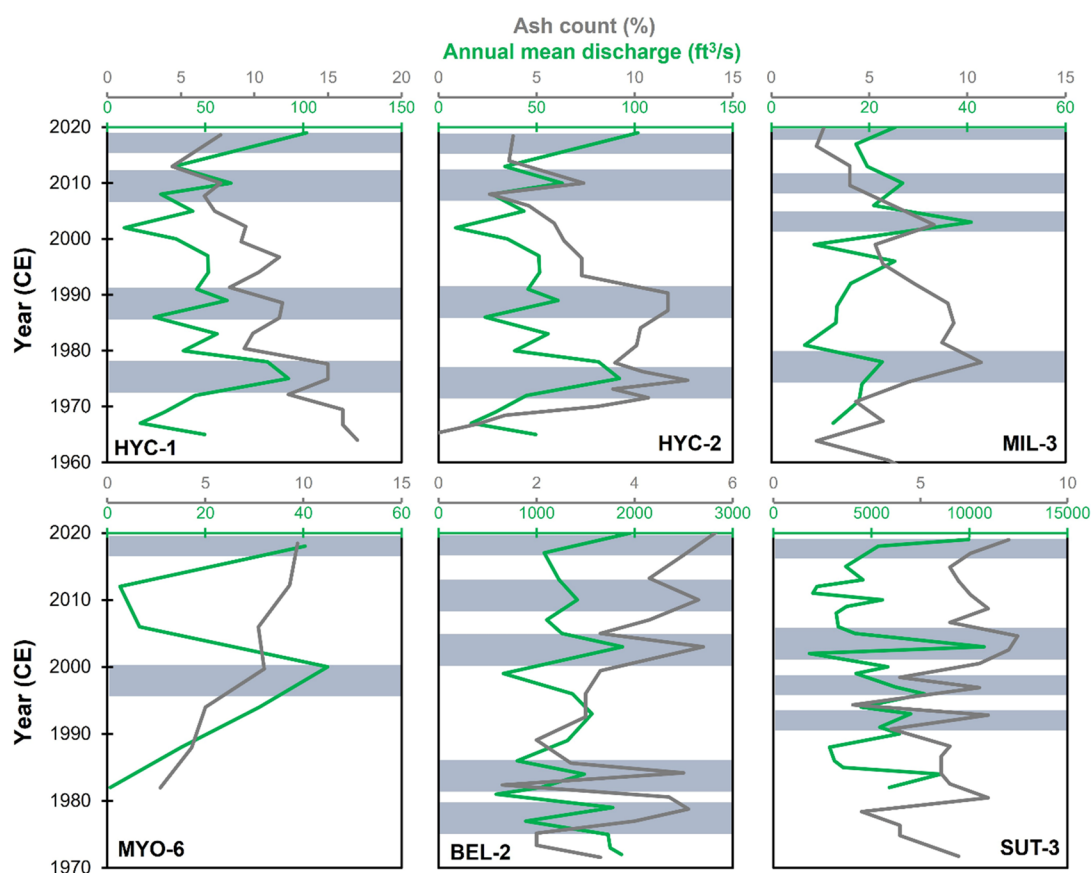 Ash count (%)
Annual mean discharge (ft³/s)
0 5 10 15 20 0 5 10 15 0 5 10 15
0 50 100 150 0 50 100 150 0 20 40 60
Year (CE)
2020
2010
2000
1990
1980
1970
1960
HYC-1 HYC-2 MIL-3
0 5 10 15 0 2 4 6 0 5 10
0 20 40 60 0 1000 2000 3000 0 5000 10000 15000
Year (CE)
2020
2010
2000
1990
1980
1970
MYO-6 BEL-2 SUT-3